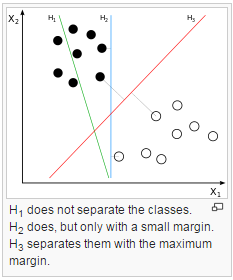 X₂
H₁
H₂
H₃
X₁
H₁ does not separate the classes.
H₂ does, but only with a small margin.
H₃ separates them with the maximum
margin.